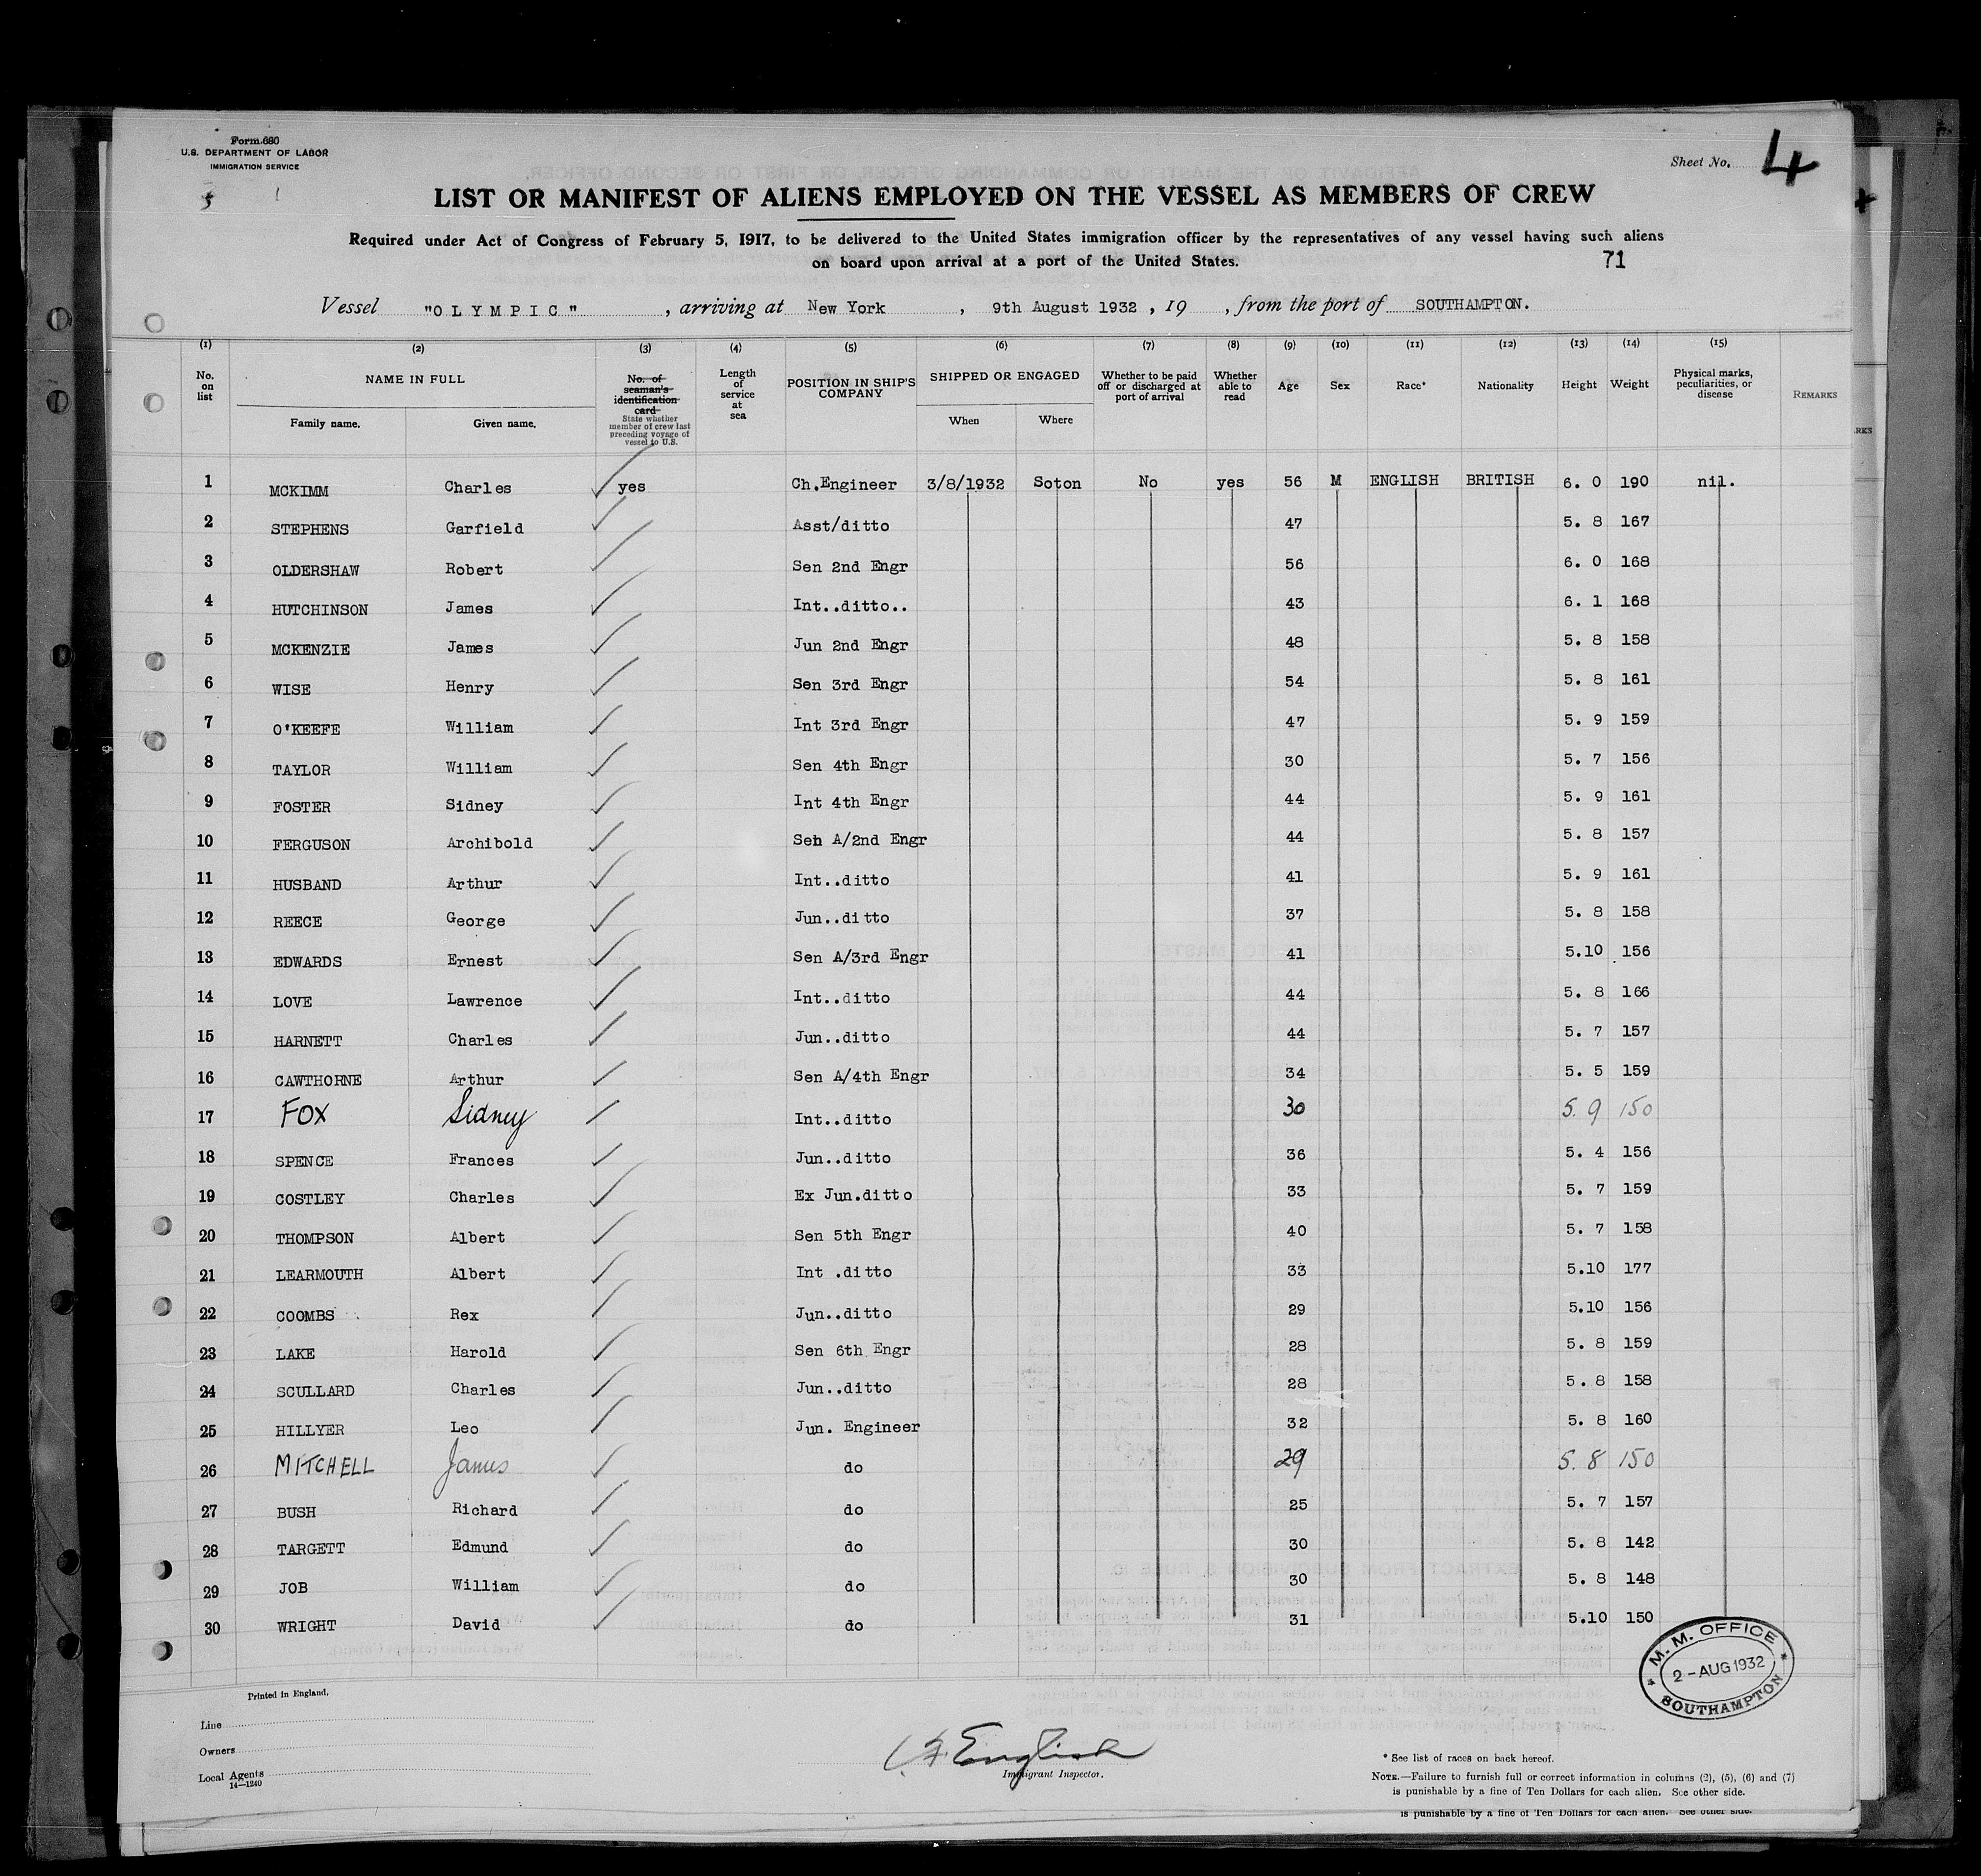 Form 680
U.S. DEPARTMENT OF LABOR
IMMIGRATION SERVICE
Sheet No. 4
LIST OR MANIFEST OF ALIENS EMPLOYED ON THE VESSEL AS MEMBERS OF CREW
Required under Act of Congress of February 5, 1917, to be delivered to the United States immigration officer by the representatives of any vessel having such aliens
on board upon arrival at a port of the United States.
71
Vessel "OLYMPIC", arriving at New York, 9th August 1932, 19 , from the port of SOUTHAMPTON.
(1) (2) (3) (4) (5) (6) (7) (8) (9) (10) (11) (12) (13) (14) (15)
No. on list
NAME IN FULL
Family name. Given name.
No. of seaman's identification card
State whether member of crew last preceding voyage of vessel to U.S.
Length of service at sea
POSITION IN SHIP'S COMPANY
SHIPPED OR ENGAGED
When Where
Whether to be paid off or discharged at port of arrival
Whether able to read
Age
Sex
Race*
Nationality
Height
Weight
Physical marks, peculiarities, or disease
REMARKS
1 MCKIMM Charles yes Ch.Engineer 3/8/1932 Soton No yes 56 M ENGLISH BRITISH 6. 0 190 nil.
2 STEPHENS Garfield Asst/ditto 47 5. 8 167
3 OLDERSHAW Robert Sen 2nd Engr 56 6. 0 168
4 HUTCHINSON James Int..ditto.. 43 6. 1 168
5 MCKENZIE James Jun 2nd Engr 48 5. 8 158
6 WISE Henry Sen 3rd Engr 54 5. 8 161
7 O'KEEFE William Int 3rd Engr 47 5. 9 159
8 TAYLOR William Sen 4th Engr 30 5. 7 156
9 FOSTER Sidney Int 4th Engr 44 5. 9 161
10 FERGUSON Archibold Sen A/2nd Engr 44 5. 8 157
11 HUSBAND Arthur Int..ditto 41 5. 9 161
12 REECE George Jun..ditto 37 5. 8 158
13 EDWARDS Ernest Sen A/3rd Engr 41 5.10 156
14 LOVE Lawrence Int..ditto 44 5. 8 166
15 HARNETT Charles Jun..ditto 44 5. 7 157
16 CAWTHORNE Arthur Sen A/4th Engr 34 5. 5 159
17 FOX Sidney Int..ditto 30 5. 9 150
18 SPENCE Frances Jun..ditto 36 5. 4 156
19 COSTLEY Charles Ex Jun.ditto 33 5. 7 159
20 THOMPSON Albert Sen 5th Engr 40 5. 7 158
21 LEARMOUTH Albert Int .ditto 33 5.10 177
22 COOMBS Rex Jun..ditto 29 5.10 156
23 LAKE Harold Sen 6th Engr 28 5. 8 159
24 SCULLARD Charles Jun..ditto 28 5. 8 158
25 HILLYER Leo Jun. Engineer 32 5. 8 160
26 MITCHELL James do 29 5. 8 150
27 BUSH Richard do 25 5. 7 157
28 TARGETT Edmund do 30 5. 8 142
29 JOB William do 30 5. 8 148
30 WRIGHT David do 31 5.10 150
M. M. OFFICE
2 - AUG 1932
SOUTHAMPTON
Printed in England.
Line
Owners
Local Agents
14—1240
English
Immigrant Inspector.
* See list of races on back hereof.
NOTE.—Failure to furnish full or correct information in columns (2), (5), (6) and (7)
is punishable by a fine of Ten Dollars for each alien. See other side.
is punishable by a fine of Ten Dollars for each alien. See other side.